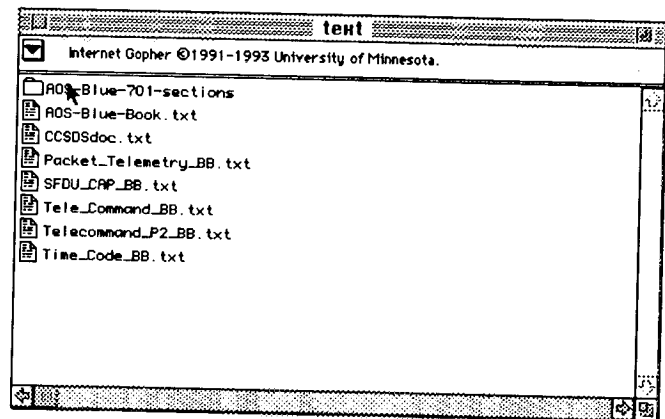 text
Internet Gopher ©1991-1993 University of Minnesota.
AOS-Blue-701-sections
AOS-Blue-Book.txt
CCSDSdoc.txt
Packet_Telemetry_BB.txt
SFDU_CAP_BB.txt
Tele_Command_BB.txt
Telecommand_P2_BB.txt
Time_Code_BB.txt